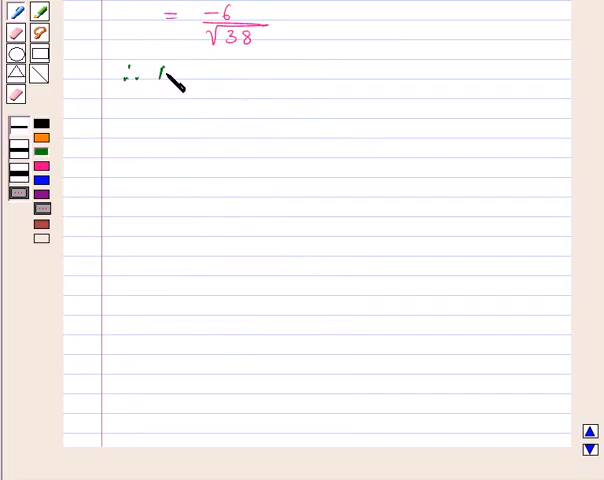 = -6/√38
∴